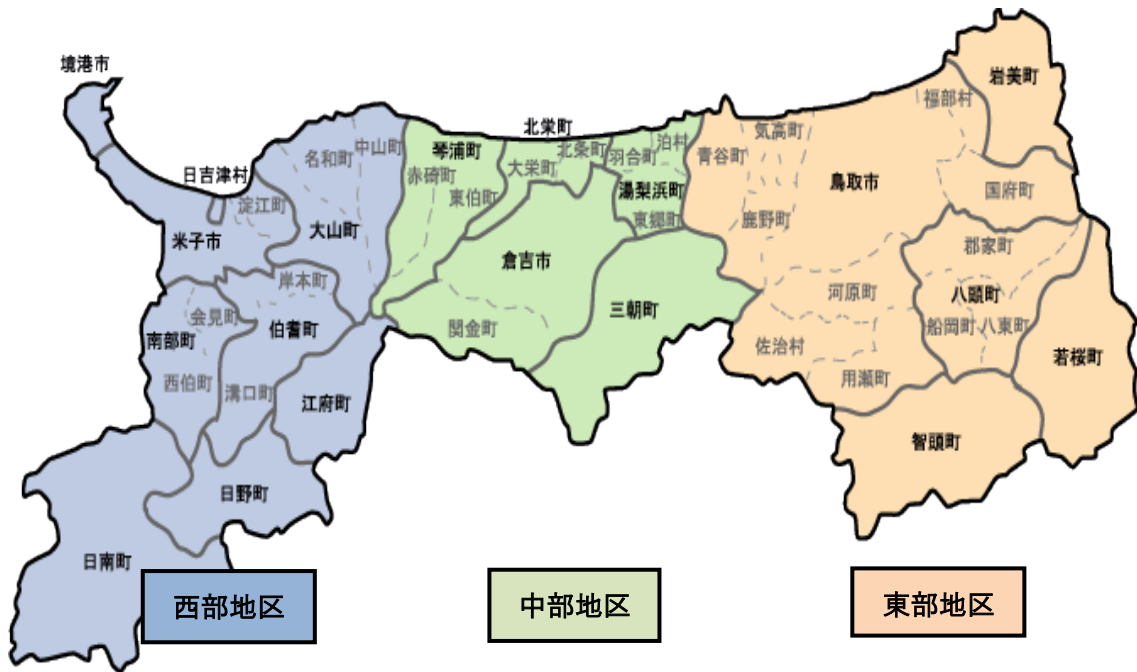 境港市
日吉津村
淀江町
米子市
名和町
中山町
大山町
岸本町
会見町
南部町
伯耆町
西伯町
溝口町
江府町
日野町
日南町
北栄町
琴浦町
赤碕町
東伯町
大栄町
北条町
羽合町
泊村
湯梨浜町
東郷町
倉吉市
関金町
三朝町
青谷町
気高町
鹿野町
鳥取市
福部村
岩美町
国府町
郡家町
河原町
八頭町
船岡町
八東町
佐治村
用瀬町
若桜町
智頭町
西部地区
中部地区
東部地区